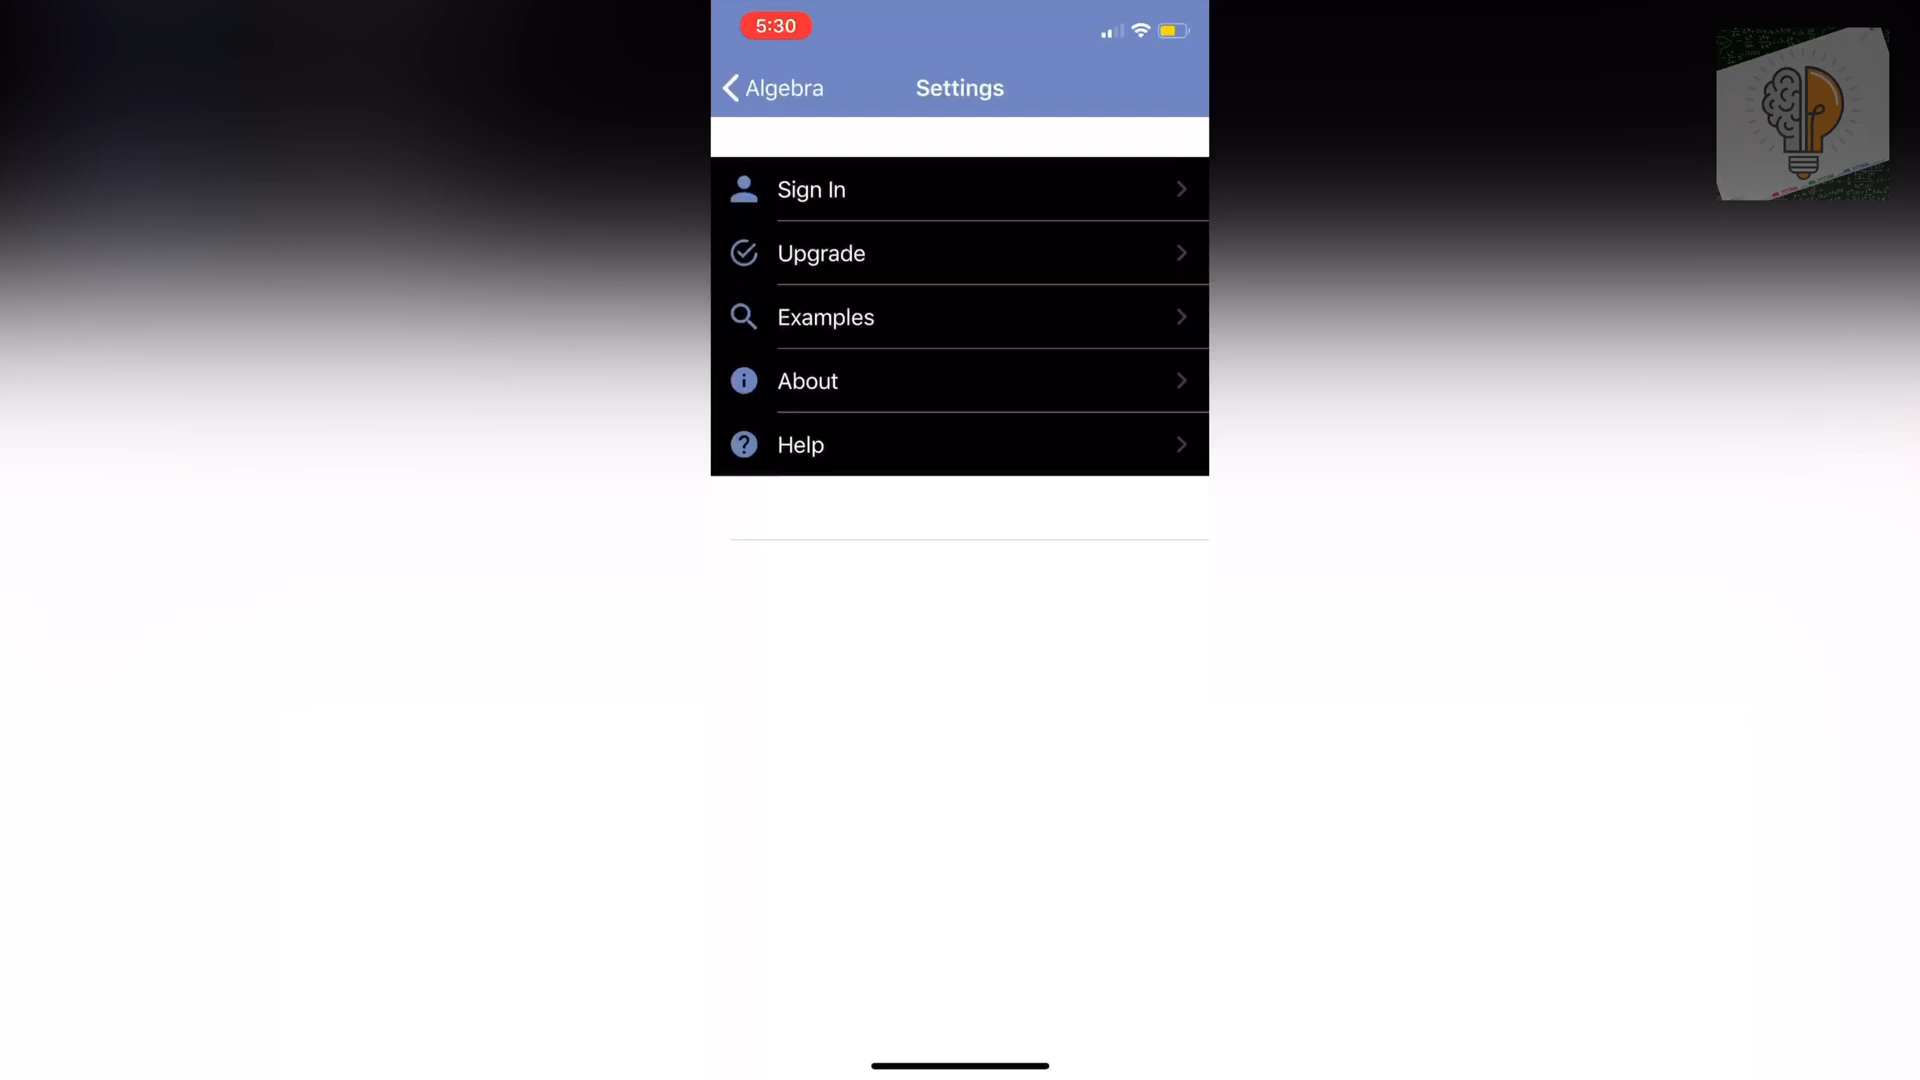 5:30
Algebra
Settings
Sign In
Upgrade
Examples
About
Help